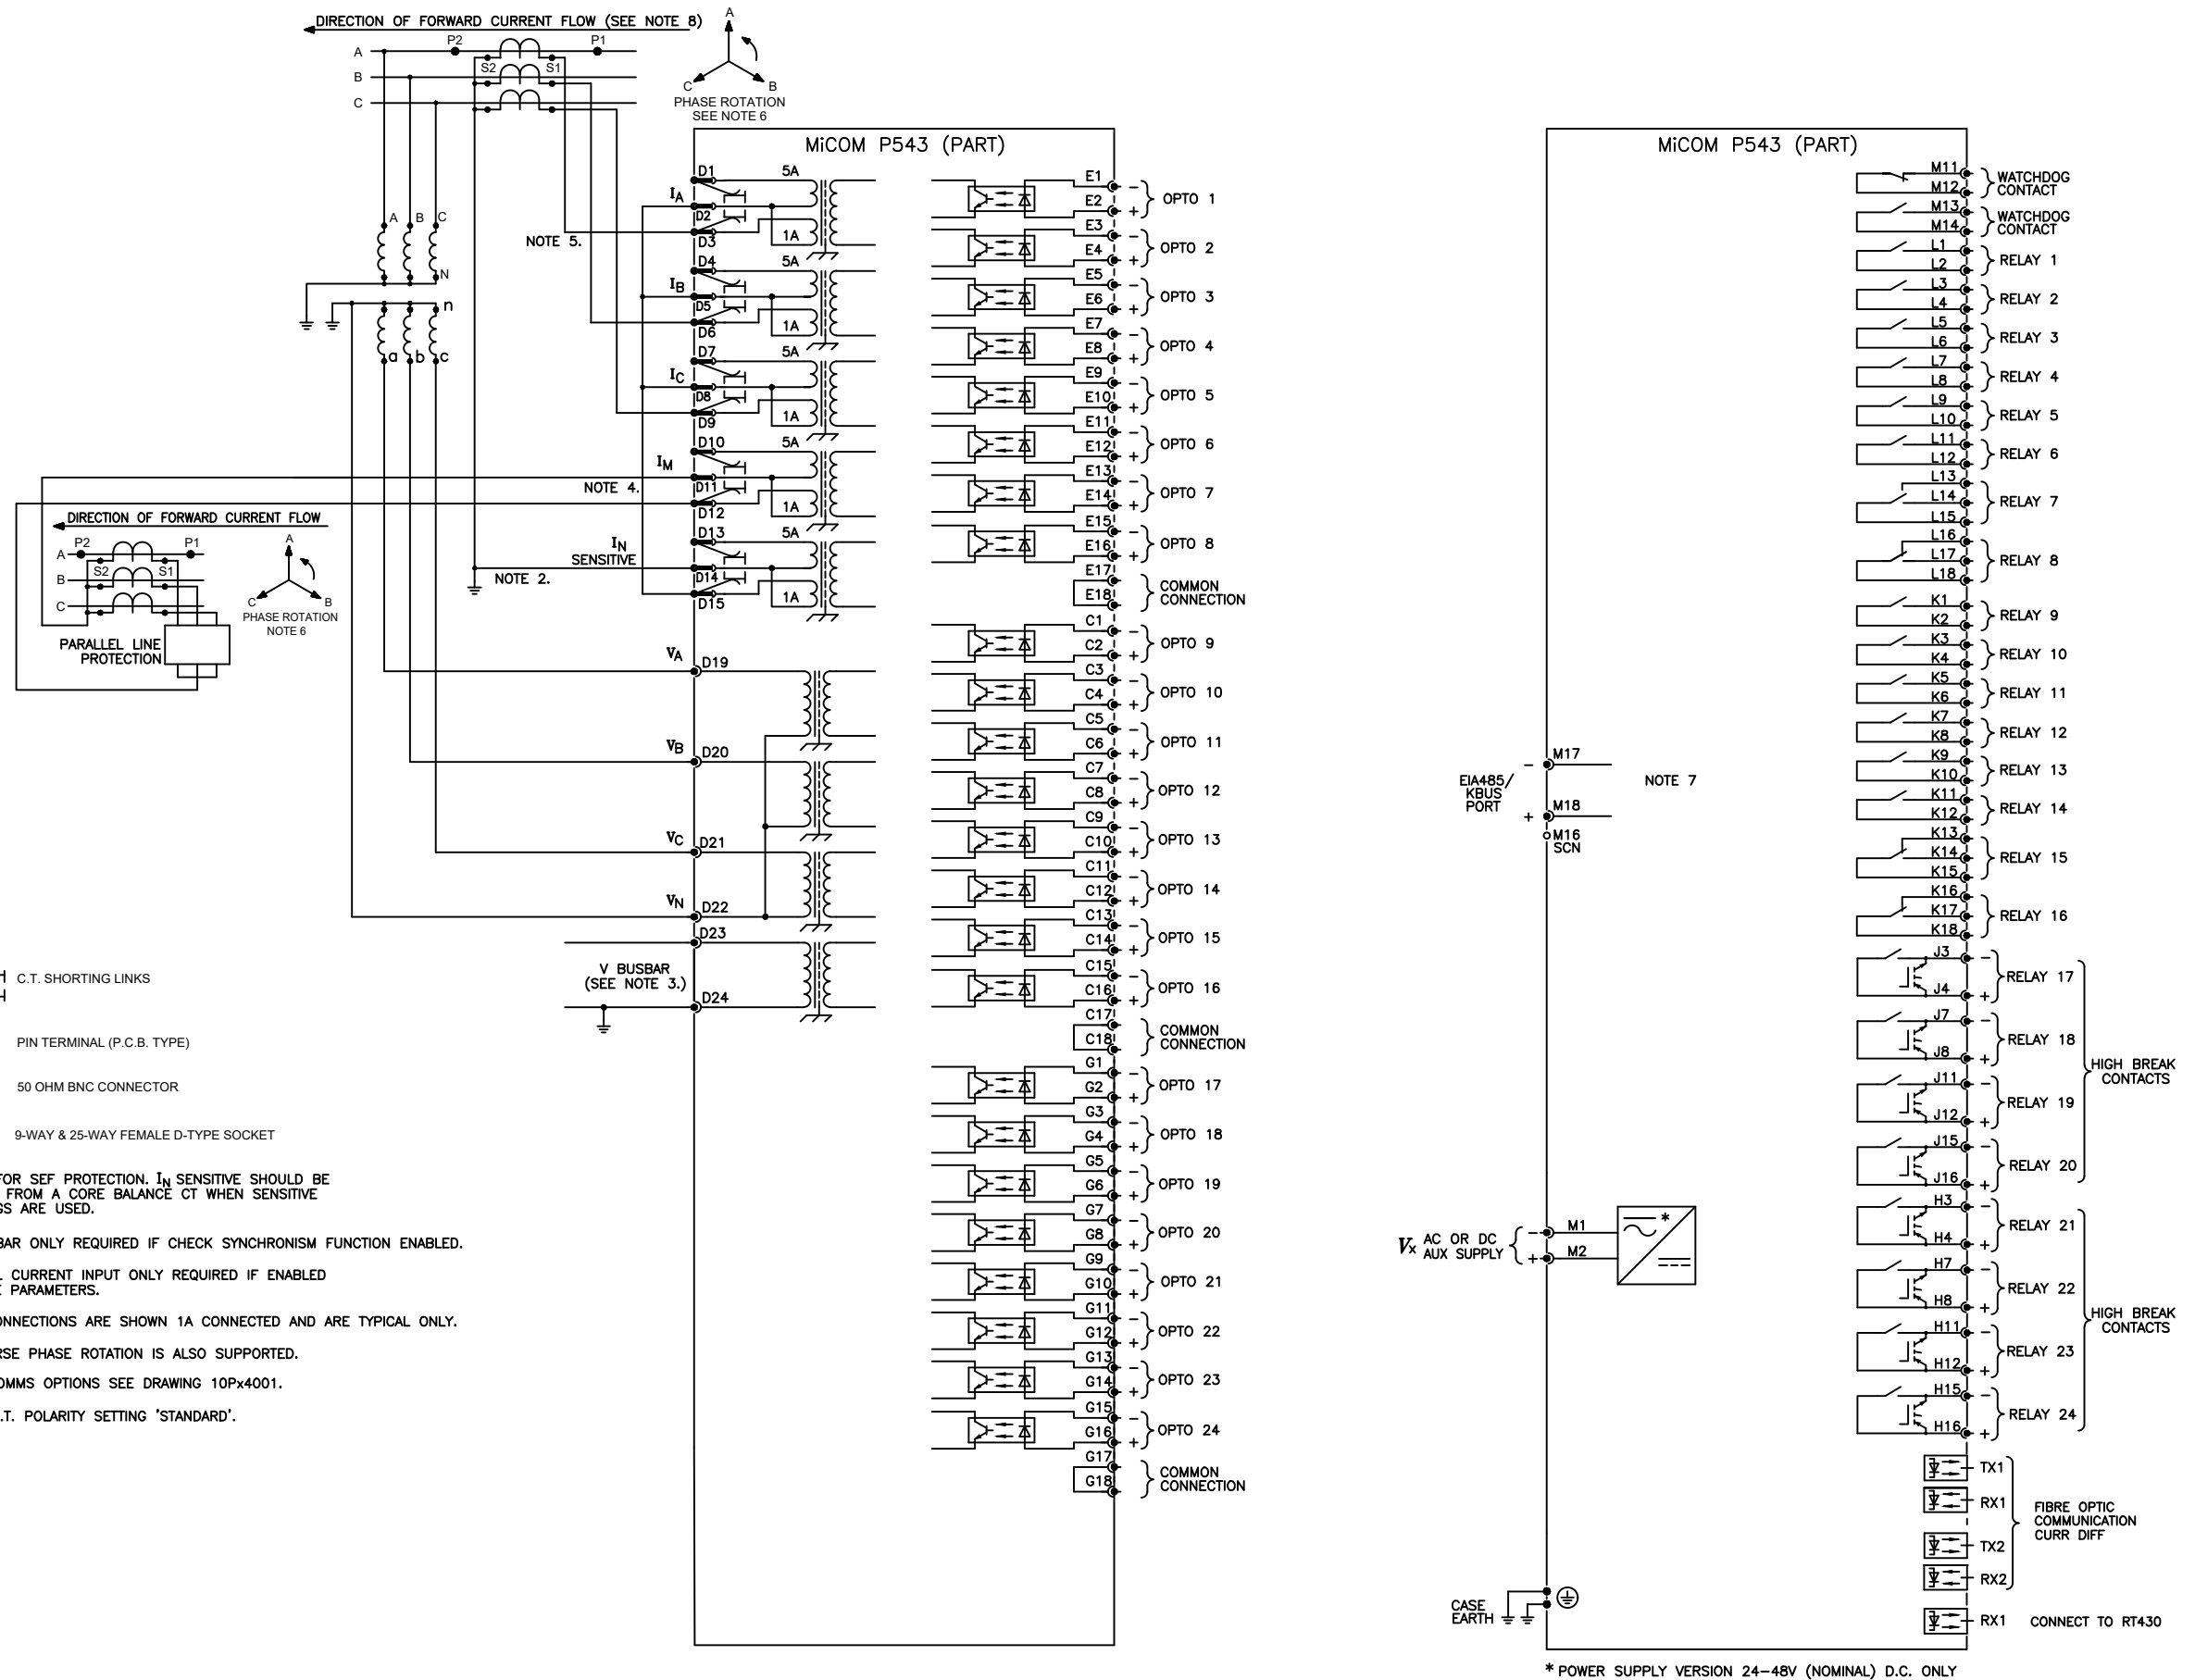 DIRECTION OF FORWARD CURRENT FLOW (SEE NOTE 8)
A
P2
P1
A
S2
S1
B
C
C
B
PHASE ROTATION
SEE NOTE 6
A
B
C
N
n
a
b
c
DIRECTION OF FORWARD CURRENT FLOW
P2
P1
A
S2
S1
B
C
A
C
B
PHASE ROTATION
NOTE 6
PARALLEL LINE
PROTECTION
C.T. SHORTING LINKS
PIN TERMINAL (P.C.B. TYPE)
50 OHM BNC CONNECTOR
9-WAY & 25-WAY FEMALE D-TYPE SOCKET
FOR SEF PROTECTION. IN SENSITIVE SHOULD BE
FROM A CORE BALANCE CT WHEN SENSITIVE
GS ARE USED.
BAR ONLY REQUIRED IF CHECK SYNCHRONISM FUNCTION ENABLED.
L CURRENT INPUT ONLY REQUIRED IF ENABLED
E PARAMETERS.
ONNECTIONS ARE SHOWN 1A CONNECTED AND ARE TYPICAL ONLY.
RSE PHASE ROTATION IS ALSO SUPPORTED.
OMMS OPTIONS SEE DRAWING 10Px4001.
.T. POLARITY SETTING 'STANDARD'.
MiCOM P543 (PART)
D1
5A
IA
D2
NOTE 5.
D3
1A
D4
5A
IB
D5
D6
1A
D7
5A
IC
D8
D9
1A
D10
5A
IM
NOTE 4.
D11
D12
1A
D13
5A
IN
SENSITIVE
NOTE 2.
D14
D15
1A
VA
D19
VB
D20
VC
D21
VN
D22
D23
V BUSBAR
(SEE NOTE 3.)
D24
E1 -
E2 +
OPTO 1
E3 -
E4 +
OPTO 2
E5 -
E6 +
OPTO 3
E7 -
E8 +
OPTO 4
E9 -
E10 +
OPTO 5
E11 -
E12 +
OPTO 6
E13 -
E14 +
OPTO 7
E15 -
E16 +
OPTO 8
E17
E18
COMMON
CONNECTION
C1 -
C2 +
OPTO 9
C3 -
C4 +
OPTO 10
C5 -
C6 +
OPTO 11
C7 -
C8 +
OPTO 12
C9 -
C10 +
OPTO 13
C11 -
C12 +
OPTO 14
C13 -
C14 +
OPTO 15
C15 -
C16 +
OPTO 16
C17
C18
COMMON
CONNECTION
G1 -
G2 +
OPTO 17
G3 -
G4 +
OPTO 18
G5 -
G6 +
OPTO 19
G7 -
G8 +
OPTO 20
G9 -
G10 +
OPTO 21
G11 -
G12 +
OPTO 22
G13 -
G14 +
OPTO 23
G15 -
G16 +
OPTO 24
G17
G18
COMMON
CONNECTION
MiCOM P543 (PART)
EIA485/
KBUS
PORT
- M17
+ M18
M16
SCN
NOTE 7
Vx AC OR DC
AUX SUPPLY
- M1
+ M2
*
CASE
EARTH
M11
M12
WATCHDOG
CONTACT
M13
M14
WATCHDOG
CONTACT
L1
L2
RELAY 1
L3
L4
RELAY 2
L5
L6
RELAY 3
L7
L8
RELAY 4
L9
L10
RELAY 5
L11
L12
RELAY 6
L13
L14
L15
RELAY 7
L16
L17
L18
RELAY 8
K1
K2
RELAY 9
K3
K4
RELAY 10
K5
K6
RELAY 11
K7
K8
RELAY 12
K9
K10
RELAY 13
K11
K12
RELAY 14
K13
K14
K15
RELAY 15
K16
K17
K18
RELAY 16
J3 -
J4 +
RELAY 17
J7 -
J8 +
RELAY 18
J11 -
J12 +
RELAY 19
J15 -
J16 +
RELAY 20
HIGH BREAK
CONTACTS
H3 -
H4 +
RELAY 21
H7 -
H8 +
RELAY 22
H11 -
H12 +
RELAY 23
H15 -
H16 +
RELAY 24
HIGH BREAK
CONTACTS
TX1
RX1
TX2
RX2
FIBRE OPTIC
COMMUNICATION
CURR DIFF
RX1 CONNECT TO RT430
* POWER SUPPLY VERSION 24-48V (NOMINAL) D.C. ONLY